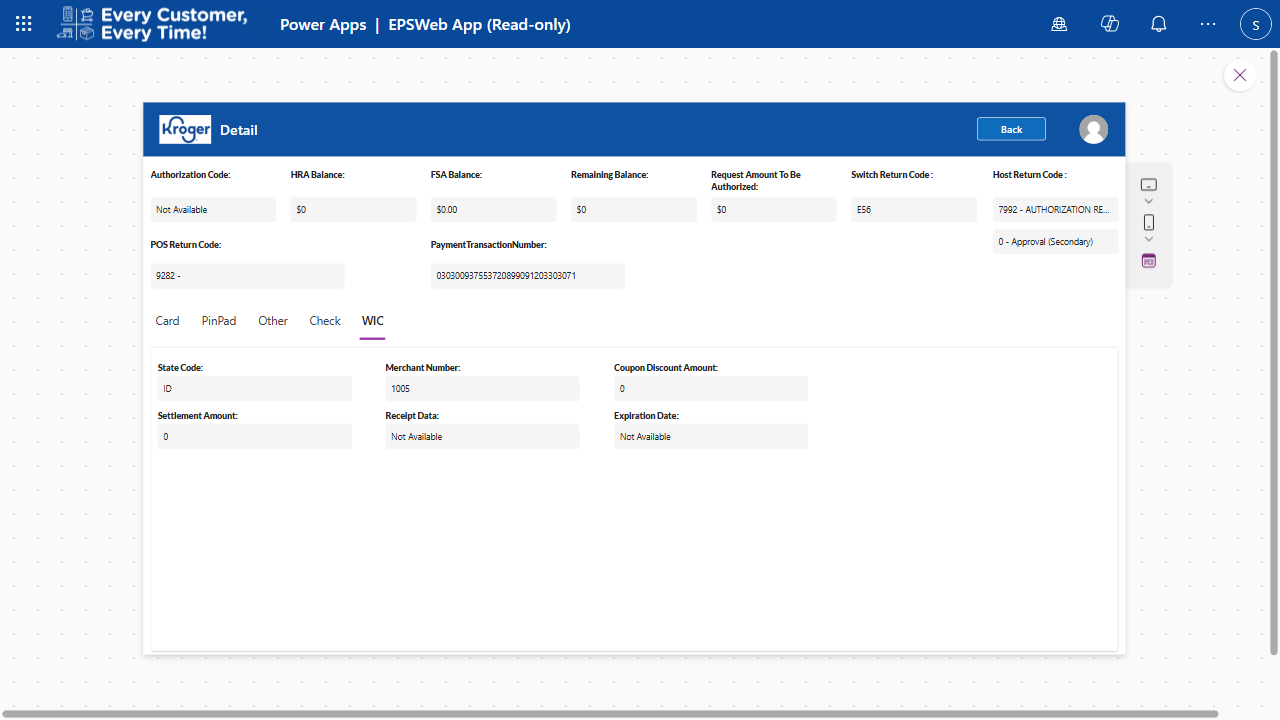 Every Customer,
Every Time!
Power Apps | EPSWeb App (Read-only)
S
Kroger
Detail
Back
Authorization Code:
HRA Balance:
FSA Balance:
Remaining Balance:
Request Amount To Be
Authorized:
Switch Return Code :
Host Return Code :
Not Available
$0
$0.00
$0
$0
E56
7992 - AUTHORIZATION RE...
0 - Approval (Secondary)
POS Return Code:
PaymentTransactionNumber:
9282 -
030300937553720899091203303071
Card
PinPad
Other
Check
WIC
State Code:
Merchant Number:
Coupon Discount Amount:
ID
1005
0
Settlement Amount:
Receipt Data:
Expiration Date:
0
Not Available
Not Available